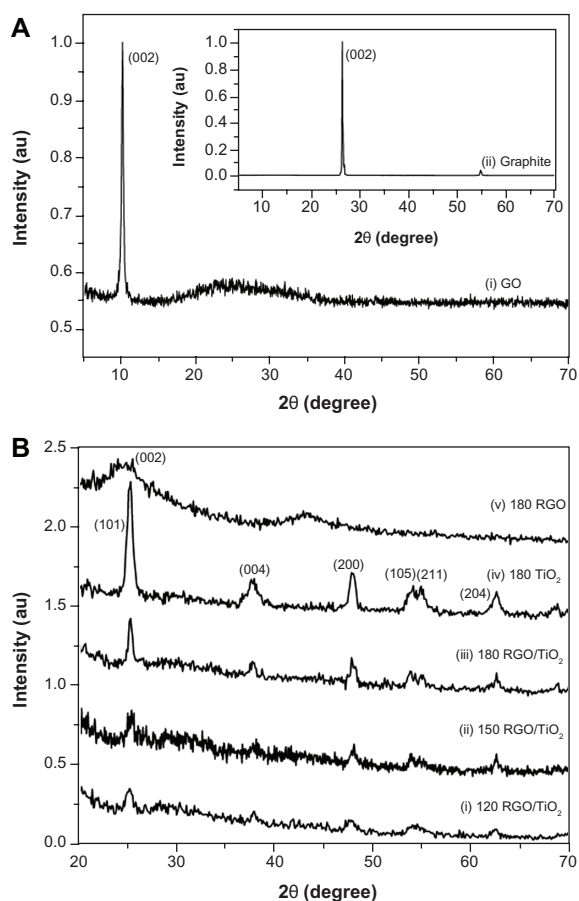 A
Intensity (au)
1.0
0.9
0.8
0.7
0.6
0.5
(002)
(i) GO
10 20 30 40 50 60 70
2θ (degree)
Intensity (au)
1.0
0.8
0.6
0.4
0.2
0.0
(002)
(ii) Graphite
10 20 30 40 50 60 70
2θ (degree)
B
Intensity (au)
2.5
2.0
1.5
1.0
0.5
0.0
(002)
(v) 180 RGO
(101)
(004)
(200)
(105) (211)
(iv) 180 TiO₂
(204)
(iii) 180 RGO/TiO₂
(ii) 150 RGO/TiO₂
(i) 120 RGO/TiO₂
20 30 40 50 60 70
2θ (degree)